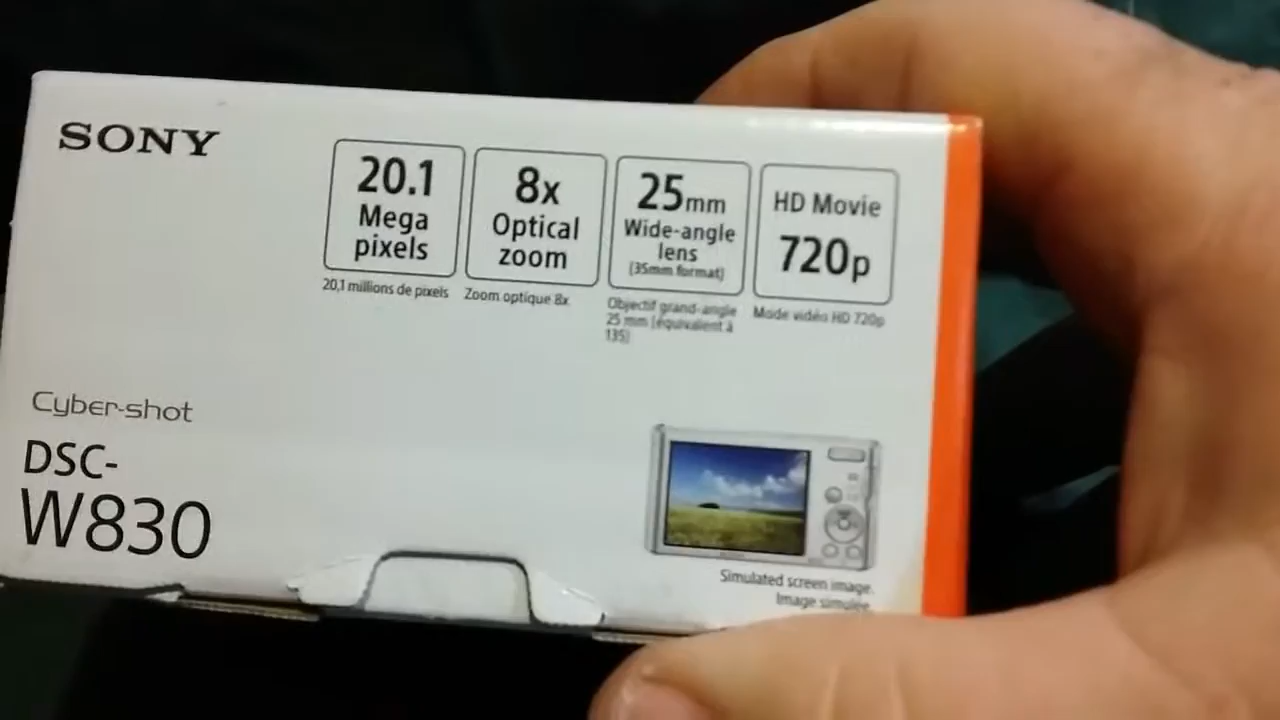 SONY
20.1
Mega
pixels
20,1 millions de pixels
8x
Optical
zoom
Zoom optique 8x
25mm
Wide-angle
lens
(35mm format)
Objectif grand-angle
25 mm (équivalent à
135)
HD Movie
720p
Mode vidéo HD 720p
Cyber-shot
DSC-
W830
Simulated screen image.
Image simulée.